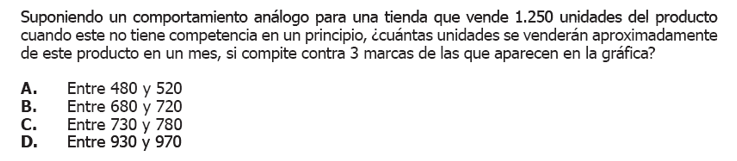 Suponiendo un comportamiento análogo para una tienda que vende 1.250 unidades del producto
cuando este no tiene competencia en un principio, ¿cuántas unidades se venderán aproximadamente
de este producto en un mes, si compite contra 3 marcas de las que aparecen en la gráfica?
A. Entre 480 y 520
B. Entre 680 y 720
C. Entre 730 y 780
D. Entre 930 y 970